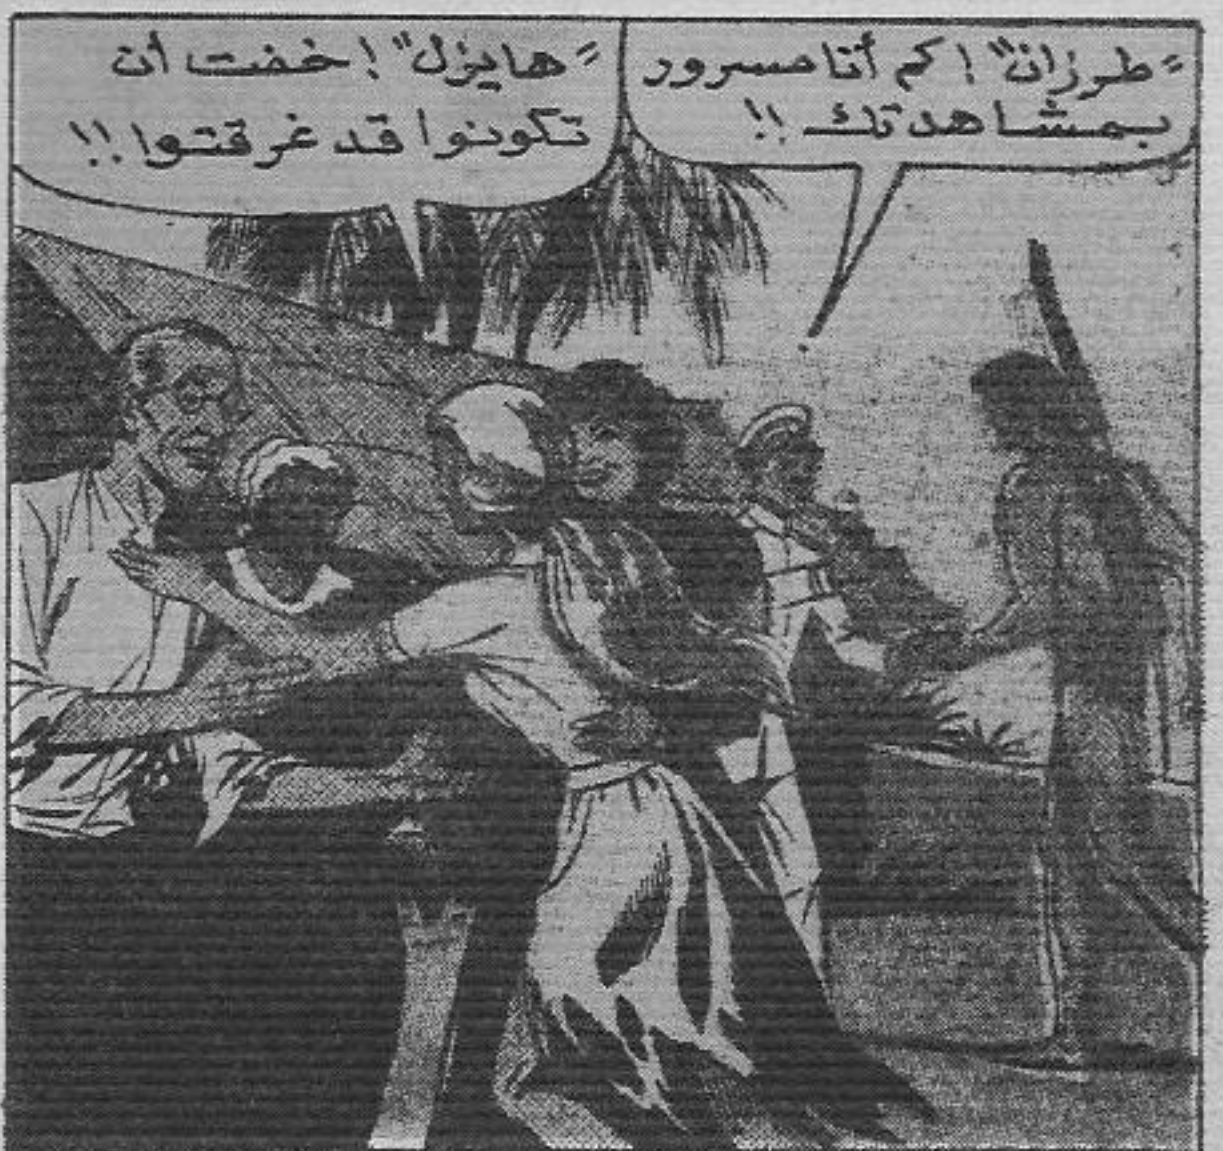 "طرزان" ! كم أنا مسرور
بمشاهدتك !!
"هايزل" ! خفت أن
تكونوا قد غرقتوا !!